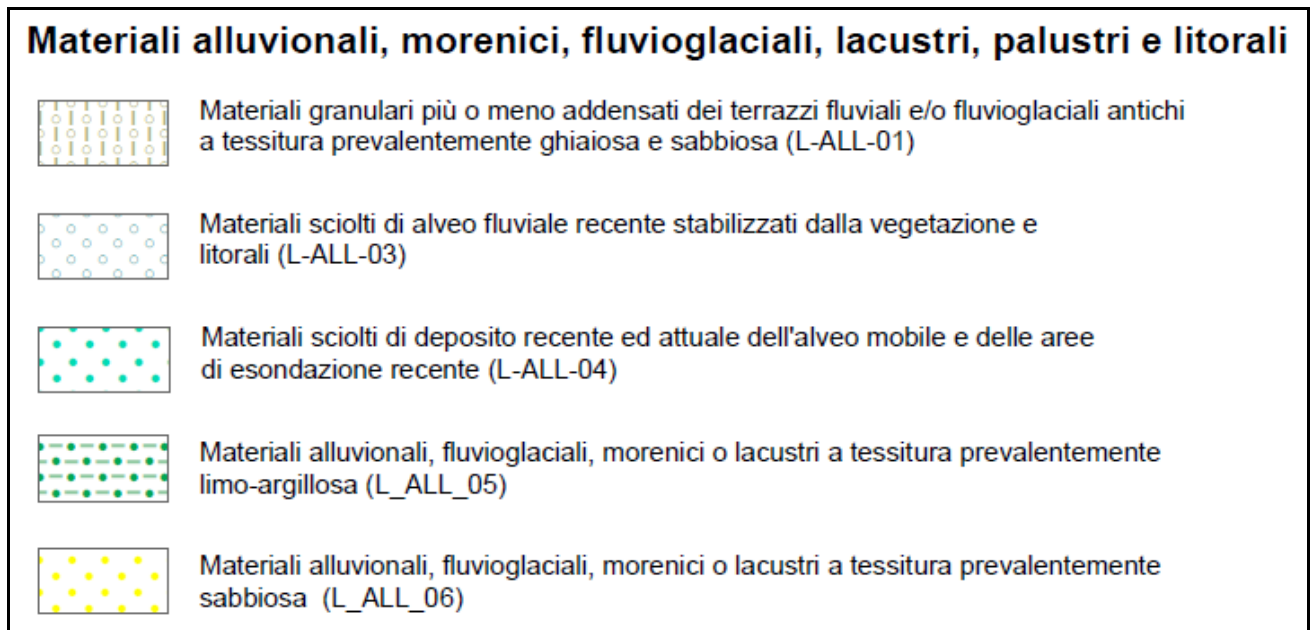 Materiali alluvionali, morenici, fluvioglaciali, lacustri, palustri e litorali
Materiali granulari più o meno addensati dei terrazzi fluviali e/o fluvioglaciali antichi
a tessitura prevalentemente ghiaiosa e sabbiosa (L-ALL-01)
Materiali sciolti di alveo fluviale recente stabilizzati dalla vegetazione e
litorali (L-ALL-03)
Materiali sciolti di deposito recente ed attuale dell'alveo mobile e delle aree
di esondazione recente (L-ALL-04)
Materiali alluvionali, fluvioglaciali, morenici o lacustri a tessitura prevalentemente
limo-argillosa (L_ALL_05)
Materiali alluvionali, fluvioglaciali, morenici o lacustri a tessitura prevalentemente
sabbiosa (L_ALL_06)